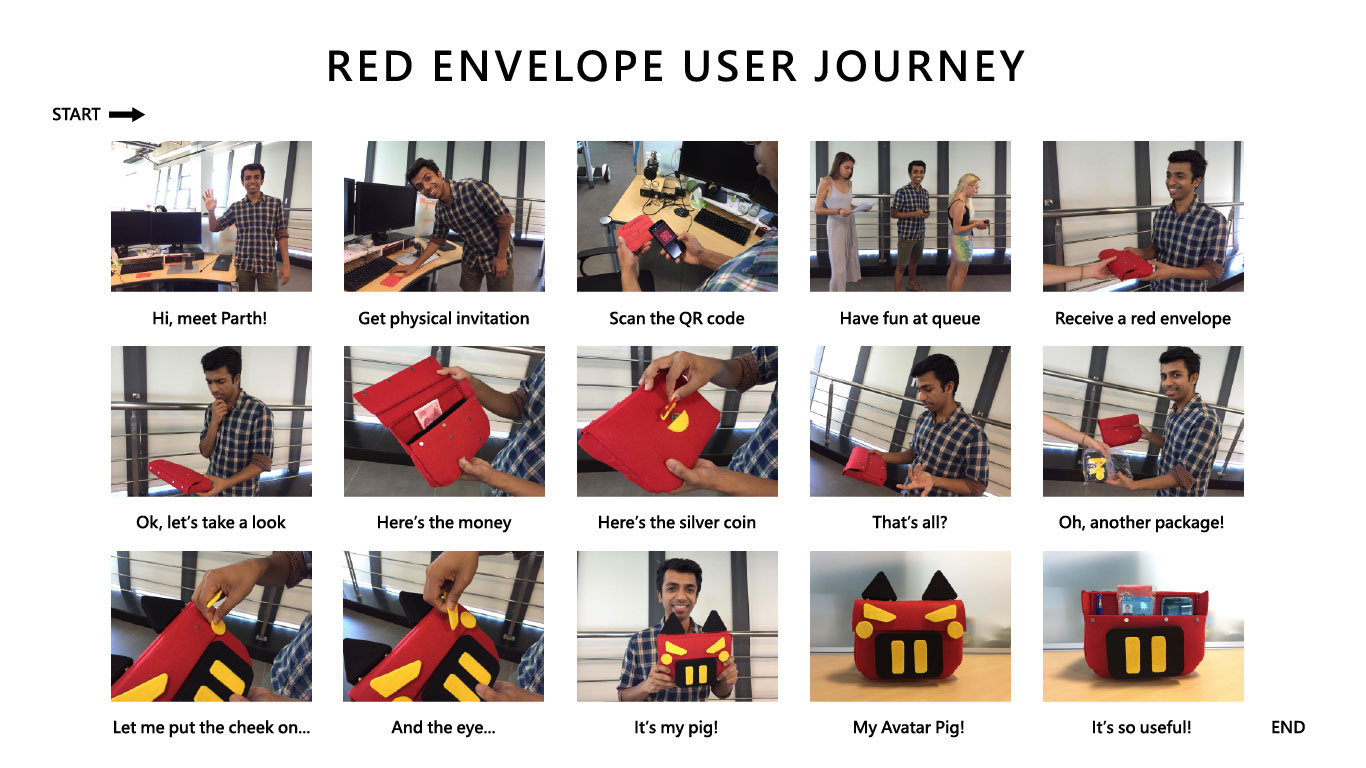 RED ENVELOPE USER JOURNEY
START
Hi, meet Parth!
Get physical invitation
Scan the QR code
Have fun at queue
Receive a red envelope
Ok, let's take a look
Here's the money
Here's the silver coin
That's all?
Oh, another package!
Let me put the cheek on...
And the eye...
It's my pig!
My Avatar Pig!
It's so useful!
END